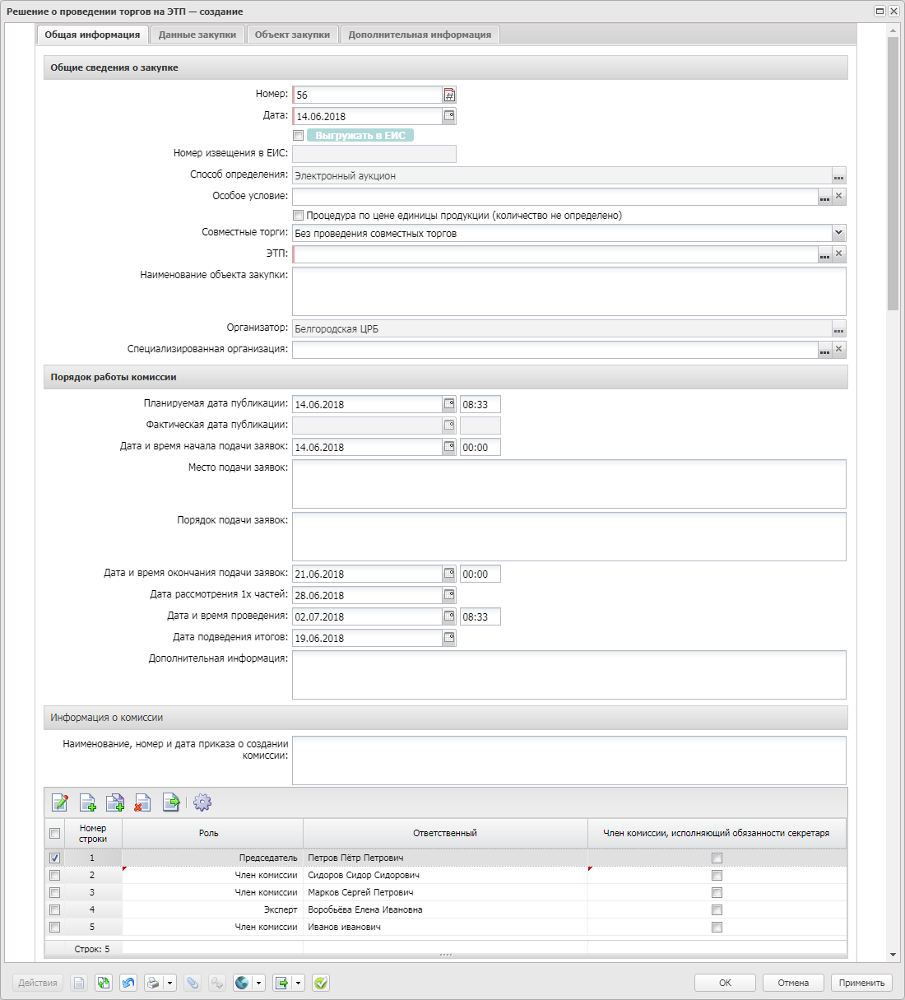 Решение о проведении торгов на ЭТП — создание
Общая информация Данные закупки Объект закупки Дополнительная информация
Общие сведения о закупке
Номер: 56
Дата: 14.06.2018
Выгружать в ЕИС
Номер извещения в ЕИС:
Способ определения: Электронный аукцион
Особое условие:
Процедура по цене единицы продукции (количество не определено)
Совместные торги: Без проведения совместных торгов
ЭТП:
Наименование объекта закупки:
Организатор: Белгородская ЦРБ
Специализированная организация:
Порядок работы комиссии
Планируемая дата публикации: 14.06.2018 08:33
Фактическая дата публикации:
Дата и время начала подачи заявок: 14.06.2018 00:00
Место подачи заявок:
Порядок подачи заявок:
Дата и время окончания подачи заявок: 21.06.2018 00:00
Дата рассмотрения 1х частей: 28.06.2018
Дата и время проведения: 02.07.2018 08:33
Дата подведения итогов: 19.06.2018
Дополнительная информация:
Информация о комиссии
Наименование, номер и дата приказа о создании
комиссии:
Номер строки Роль Ответственный Член комиссии, исполняющий обязанности секретаря
1 Председатель Петров Пётр Петрович
2 Член комиссии Сидоров Сидор Сидорович
3 Член комиссии Марков Сергей Петрович
4 Эксперт Воробьёва Елена Ивановна
5 Член комиссии Иванов иванович
Строк: 5
Действия ОК Отмена Применить